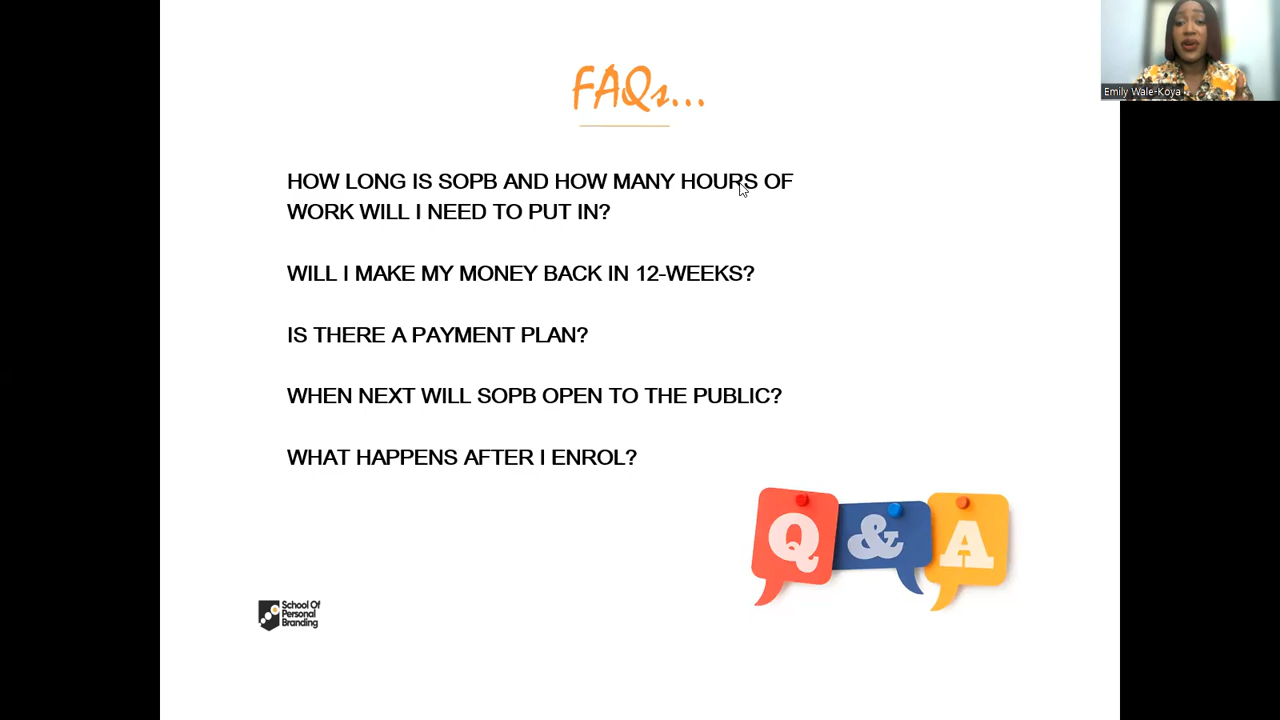 FAQs...
Emily Wale-Koya
HOW LONG IS SOPB AND HOW MANY HOURS OF
WORK WILL I NEED TO PUT IN?
WILL I MAKE MY MONEY BACK IN 12-WEEKS?
IS THERE A PAYMENT PLAN?
WHEN NEXT WILL SOPB OPEN TO THE PUBLIC?
WHAT HAPPENS AFTER I ENROL?
Q & A
School Of
Personal
Branding